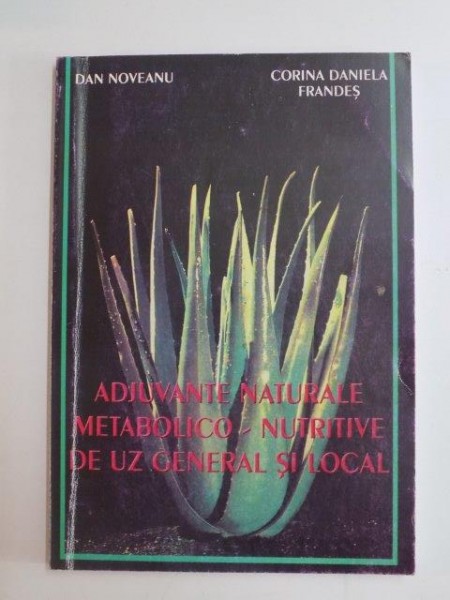 DAN NOVEANU
CORINA DANIELA
FRANDEȘ
ADJUVANTE NATURALE
METABOLICO - NUTRITIVE
DE UZ GENERAL ȘI LOCAL